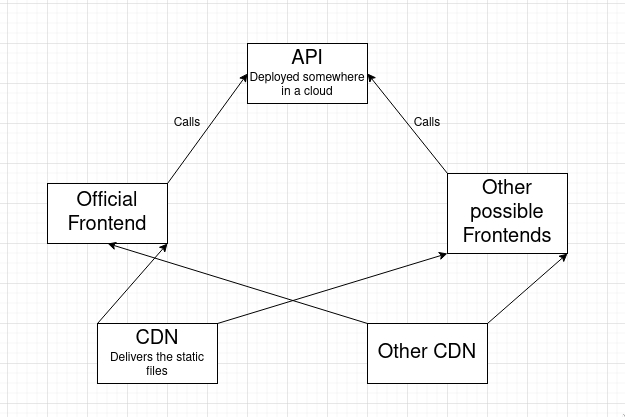 API
Deployed somewhere
in a cloud
Calls
Calls
Official
Frontend
Other
possible
Frontends
CDN
Delivers the static
files
Other CDN